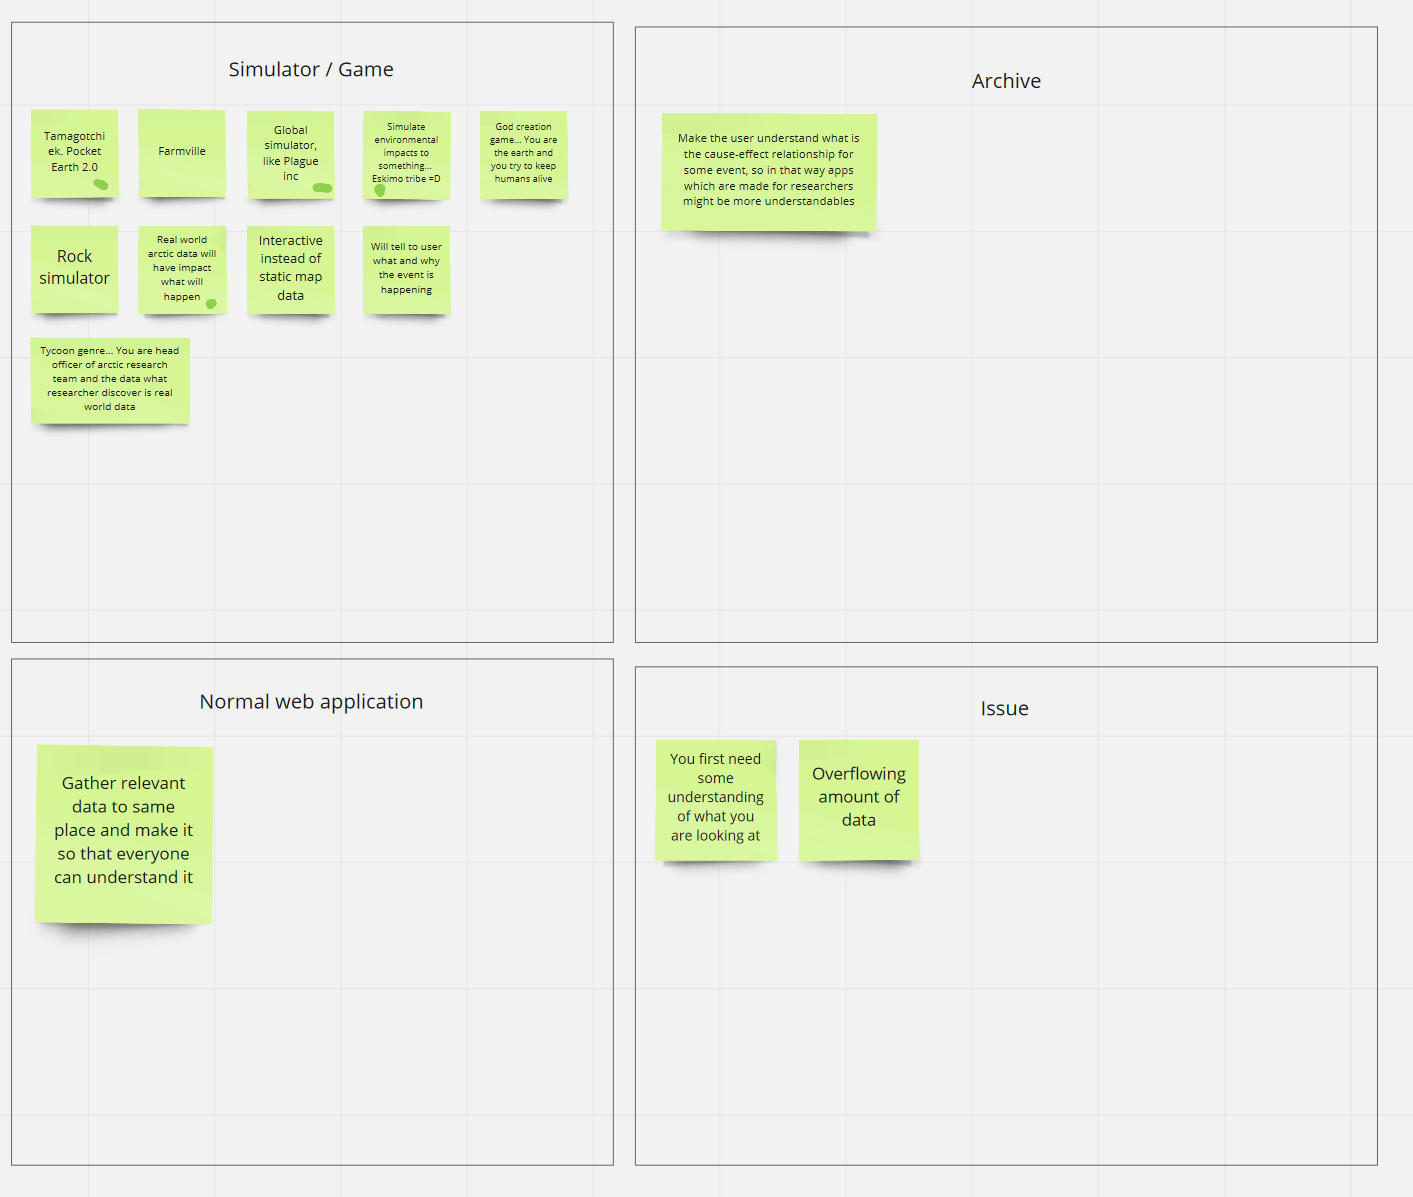 Simulator / Game
Tamagotchi
ek. Pocket
Earth 2.0
Farmville
Global
simulator,
like Plague
inc
Simulate
environmental
impacts to
something...
Eskimo tribe =D
God creation
game... You are
the earth and
you try to keep
humans alive
Rock
simulator
Real world
arctic data will
have impact
what will
happen
Interactive
instead of
static map
data
Will tell to user
what and why
the event is
happening
Tycoon genre... You are head
officer of arctic research
team and the data what
researcher discover is real
world data
Archive
Make the user understand what is
the cause-effect relationship for
some event, so in that way apps
which are made for researchers
might be more understandables
Normal web application
Gather relevant
data to same
place and make it
so that everyone
can understand it
Issue
You first need
some
understanding
of what you
are looking at
Overflowing
amount of
data